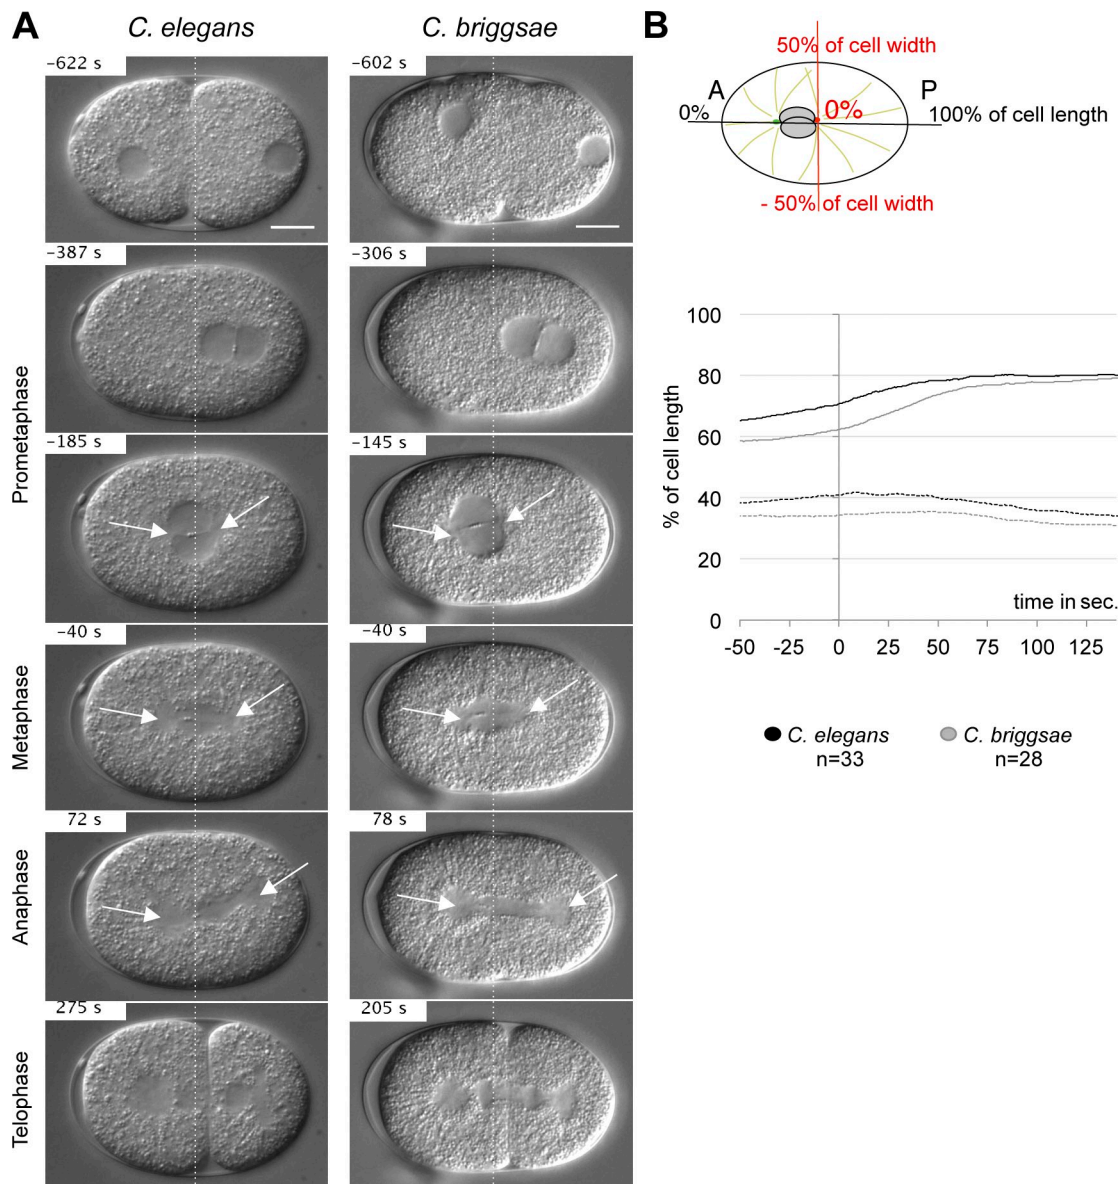 A
C. elegans
C. briggsae
−622 s
−602 s
Prometaphase
−387 s
−306 s
−185 s
−145 s
Metaphase
−40 s
−40 s
Anaphase
72 s
78 s
Telophase
275 s
205 s
B
50% of cell width
A
P
0%
0%
100% of cell length
- 50% of cell width
% of cell length
100
80
60
40
20
0
time in sec.
-50 -25 0 25 50 75 100 125
C. elegans
n=33
C. briggsae
n=28